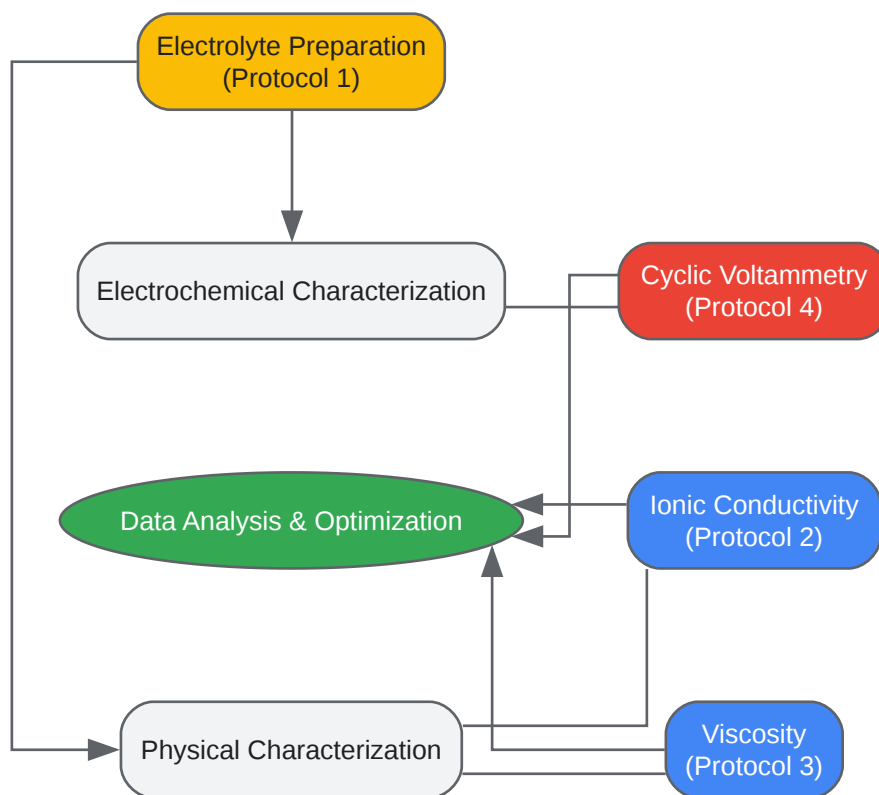 Electrolyte Preparation
(Protocol 1)
Electrochemical Characterization
Cyclic Voltammetry
(Protocol 4)
Data Analysis & Optimization
Ionic Conductivity
(Protocol 2)
Physical Characterization
Viscosity
(Protocol 3)